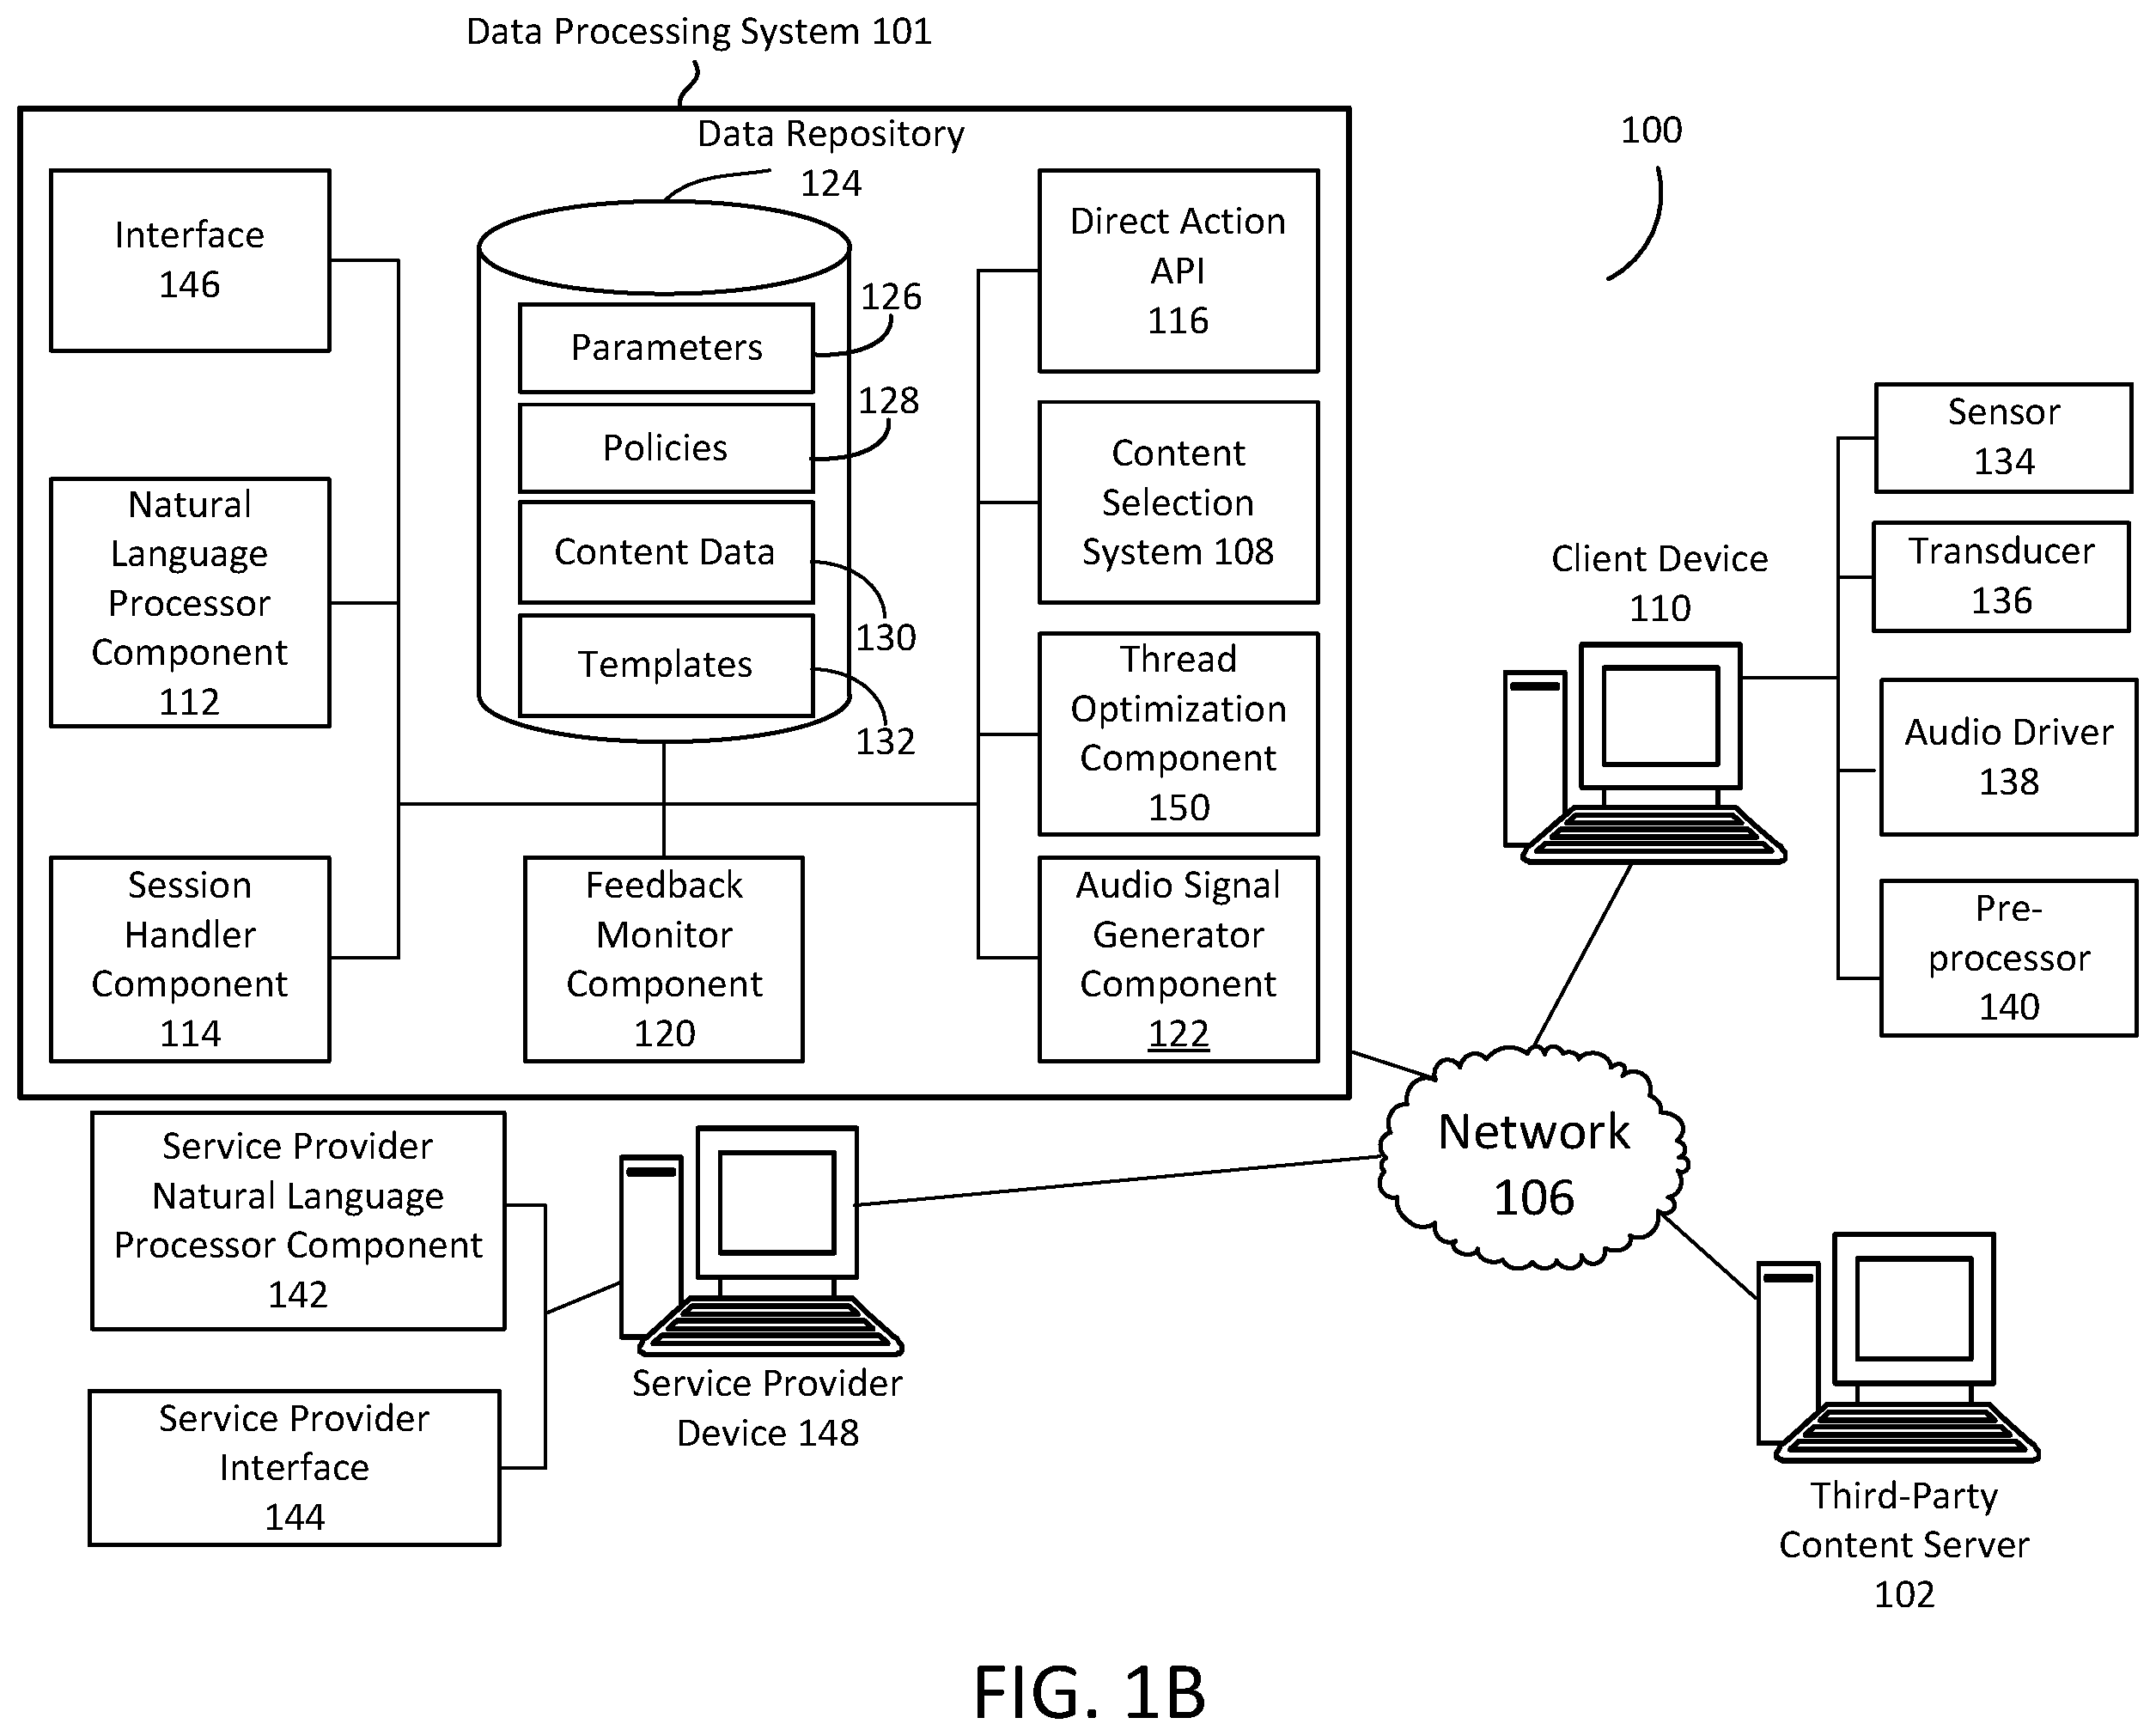 Data Processing System 101
Data Repository
124
100
Interface
146
Natural
Language
Processor
Component
112
Session
Handler
Component
114
Parameters
126
Policies
128
Content Data
130
Templates
132
Feedback
Monitor
Component
120
Direct Action
API
116
Content
Selection
System 108
Thread
Optimization
Component
150
Audio Signal
Generator
Component
122
Client Device
110
Sensor
134
Transducer
136
Audio Driver
138
Pre-
processor
140
Network
106
Service Provider
Natural Language
Processor Component
142
Service Provider
Interface
144
Service Provider
Device 148
Third-Party
Content Server
102
FIG. 1B